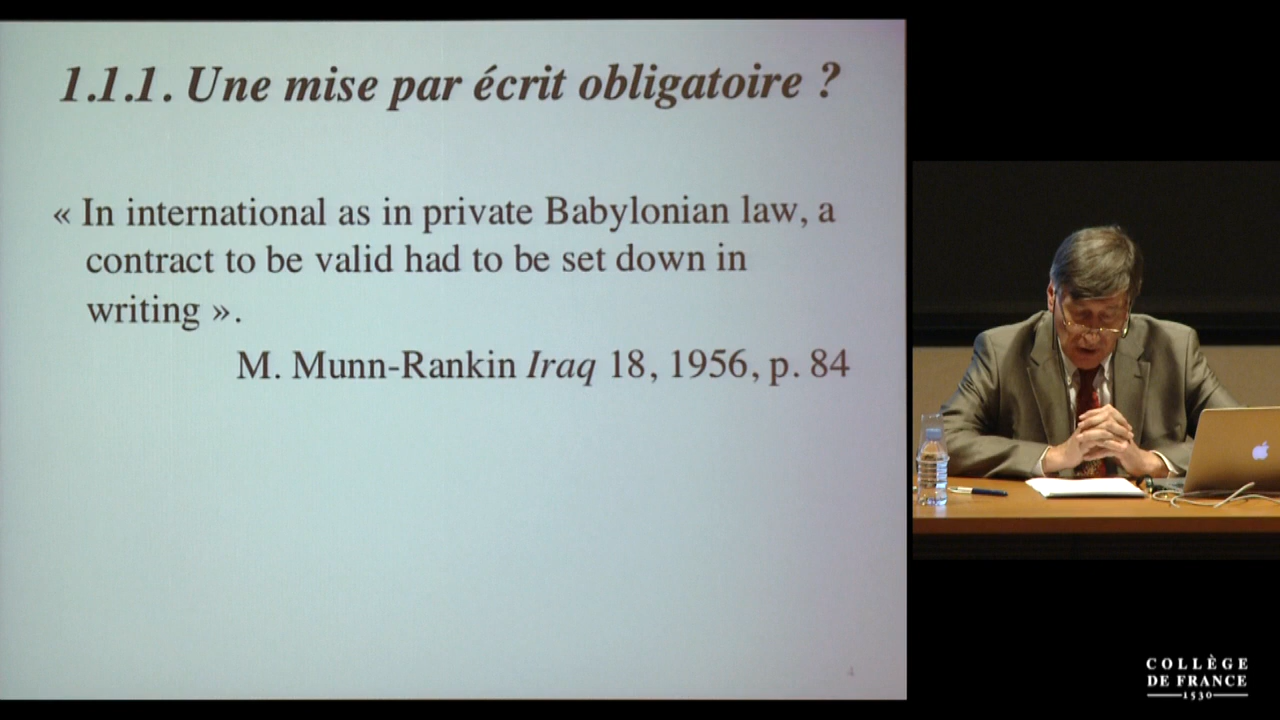 1.1.1. Une mise par écrit obligatoire ?
« In international as in private Babylonian law, a
contract to be valid had to be set down in
writing ».
M. Munn-Rankin Iraq 18, 1956, p. 84
4
COLLÈGE
DE FRANCE
1530